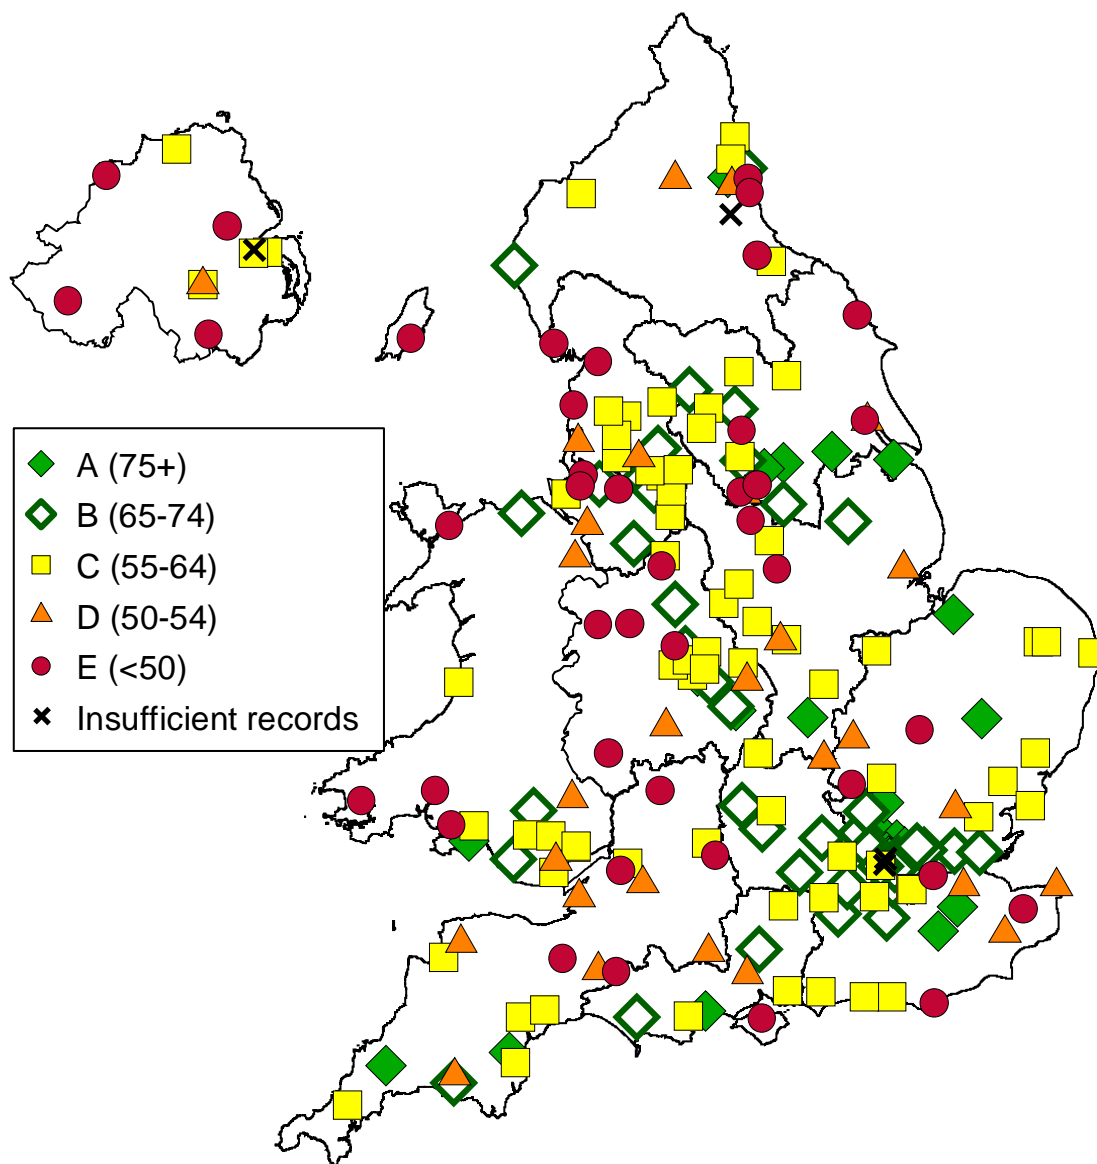 A (75+)
B (65-74)
C (55-64)
D (50-54)
E (<50)
Insufficient records